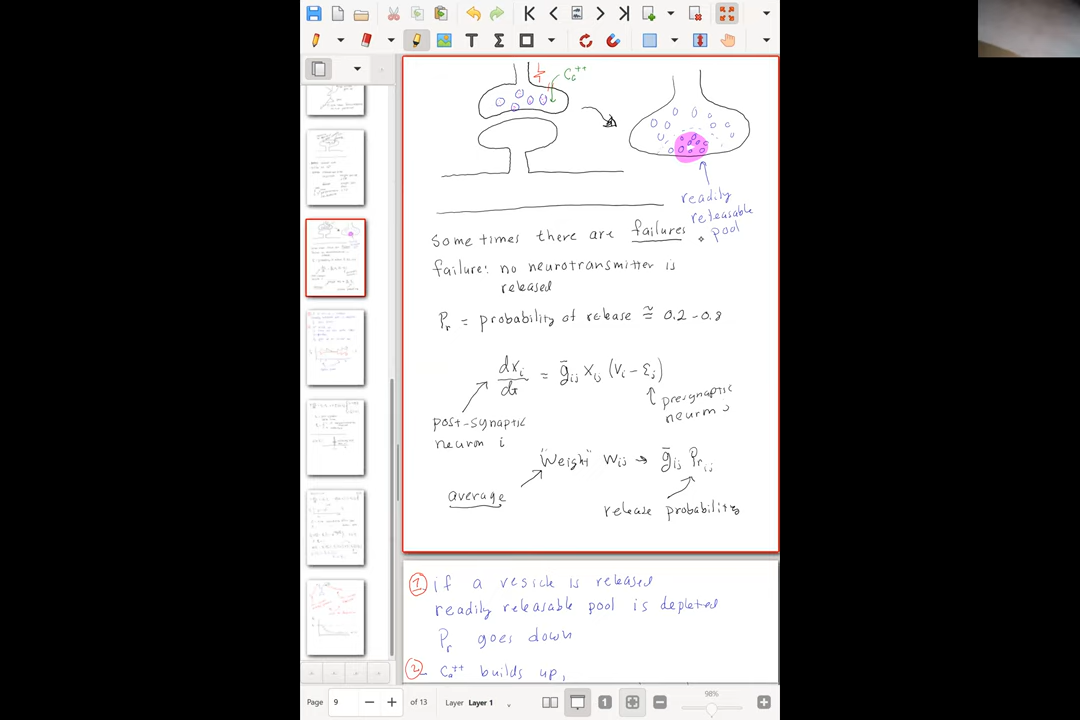 Ca++
readily
releasable
pool
Some times there are failures
failure: no neurotransmitter is
released
Pr = probability of release ≅ 0.2 - 0.8
dxi/dt = ḡij xij (Vi - Ej)
post-synaptic
neuron i
presynaptic
neuron j
"Weight" Wij → ḡij Prij
average
release probability
① if a vesicle is released
readily releasable pool is depleted
Pr goes down
② Ca++ builds up,
Page 9 of 13 Layer Layer 1 98%